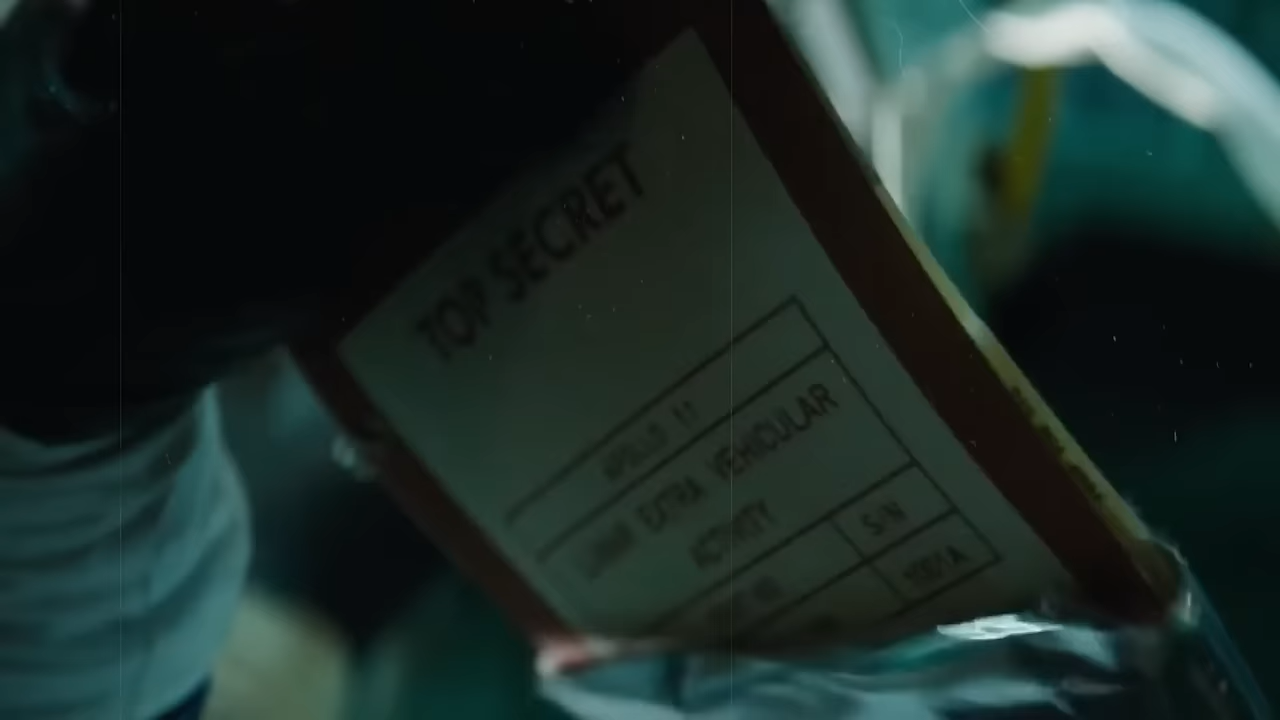 TOP SECRET
APOLLO 11
LUNAR EXTRA VEHICULAR
ACTIVITY
S/N
1001A